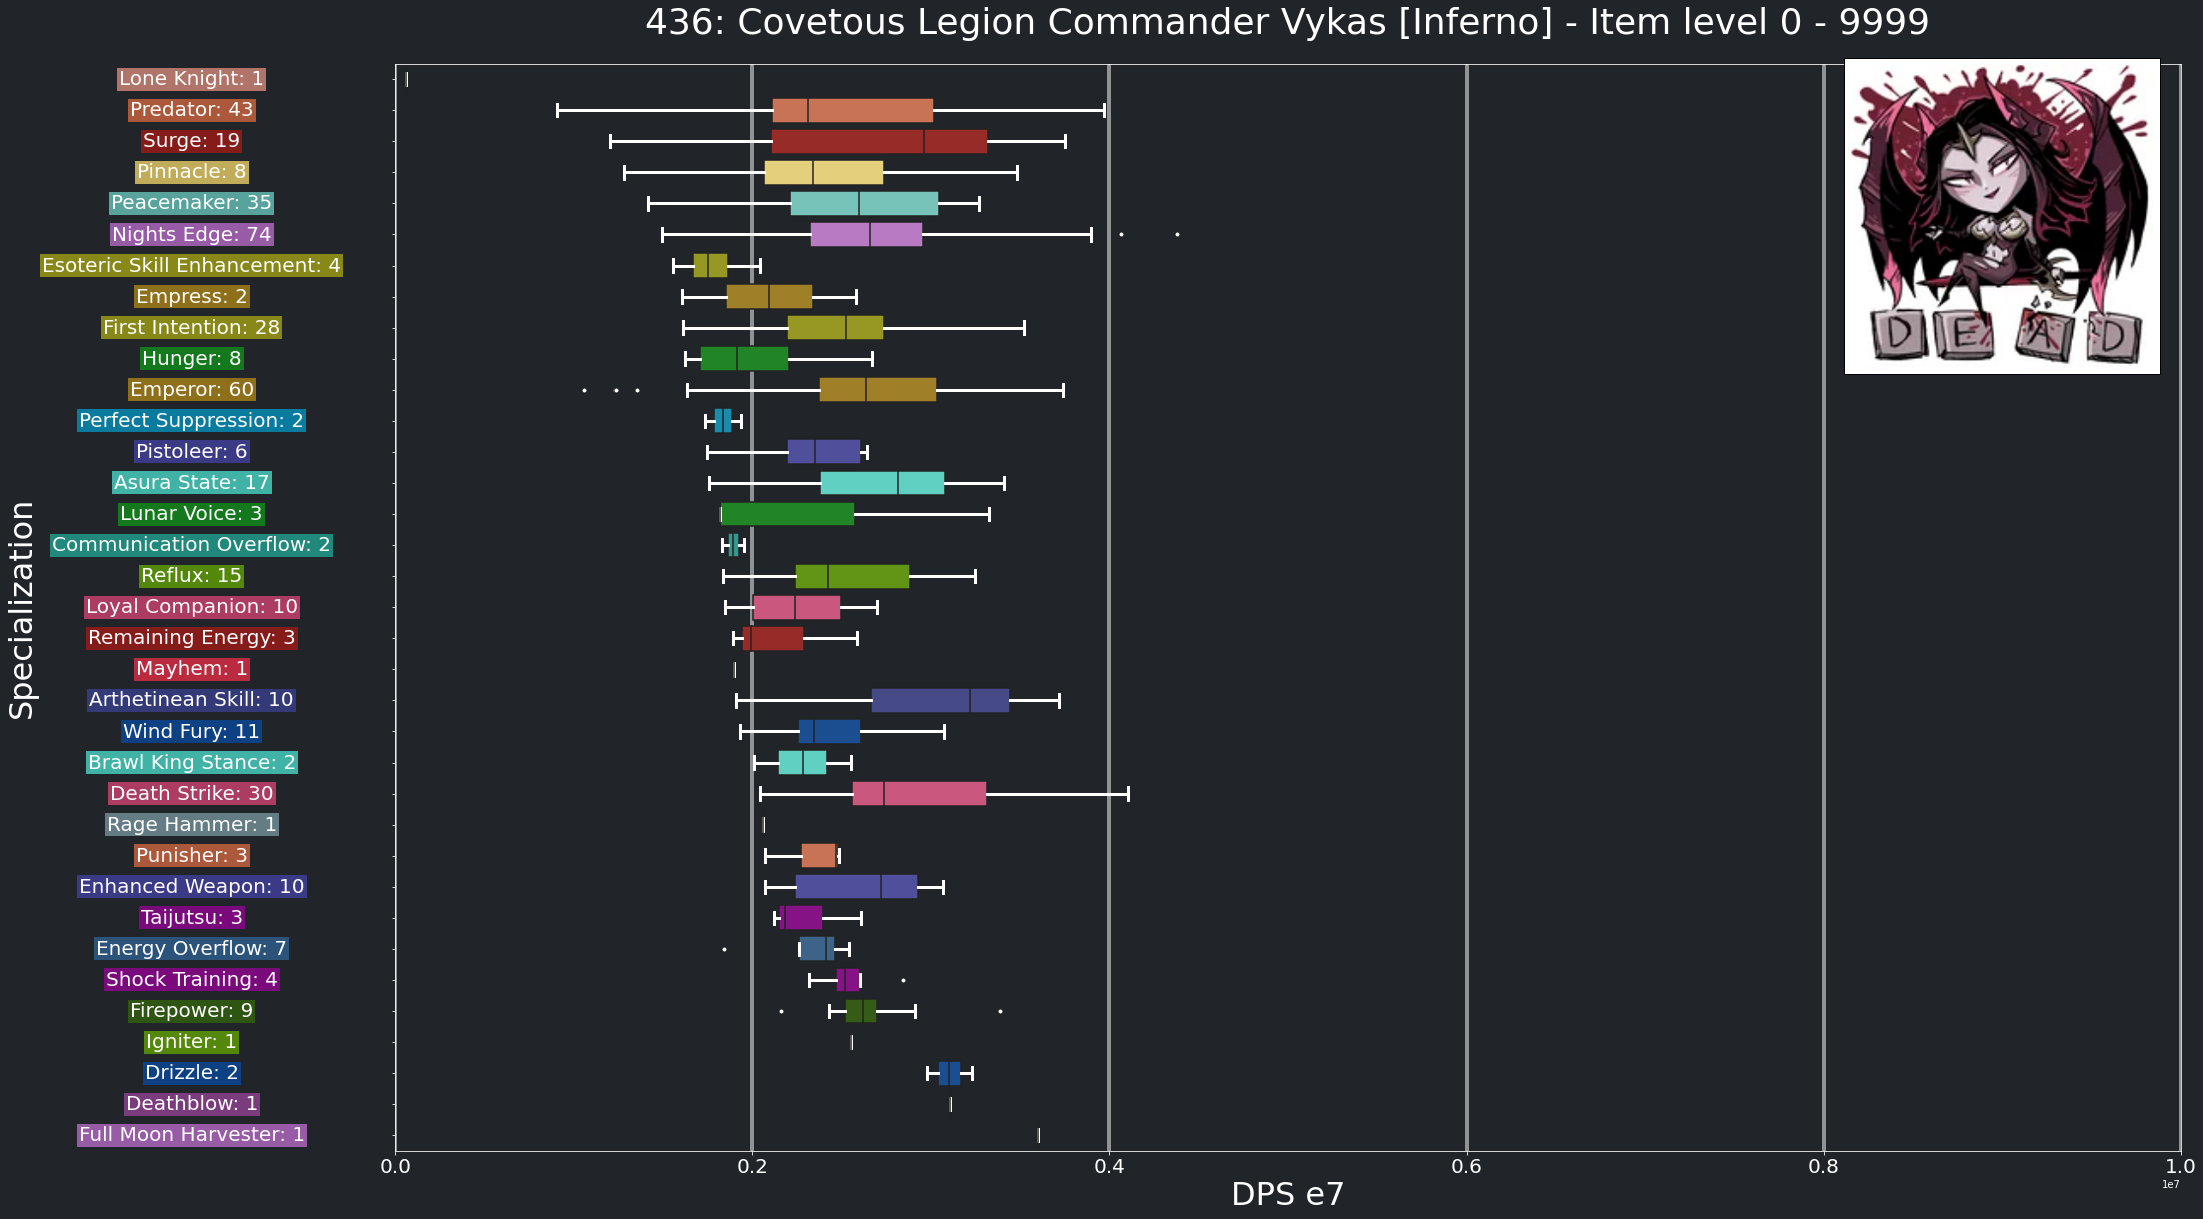 436: Covetous Legion Commander Vykas [Inferno] - Item level 0 - 9999
Specialization
Lone Knight: 1
Predator: 43
Surge: 19
Pinnacle: 8
Peacemaker: 35
Nights Edge: 74
Esoteric Skill Enhancement: 4
Empress: 2
First Intention: 28
Hunger: 8
Emperor: 60
Perfect Suppression: 2
Pistoleer: 6
Asura State: 17
Lunar Voice: 3
Communication Overflow: 2
Reflux: 15
Loyal Companion: 10
Remaining Energy: 3
Mayhem: 1
Arthetinean Skill: 10
Wind Fury: 11
Brawl King Stance: 2
Death Strike: 30
Rage Hammer: 1
Punisher: 3
Enhanced Weapon: 10
Taijutsu: 3
Energy Overflow: 7
Shock Training: 4
Firepower: 9
Igniter: 1
Drizzle: 2
Deathblow: 1
Full Moon Harvester: 1
D E A D
0.0 0.2 0.4 0.6 0.8 1.0
1e7
DPS e7